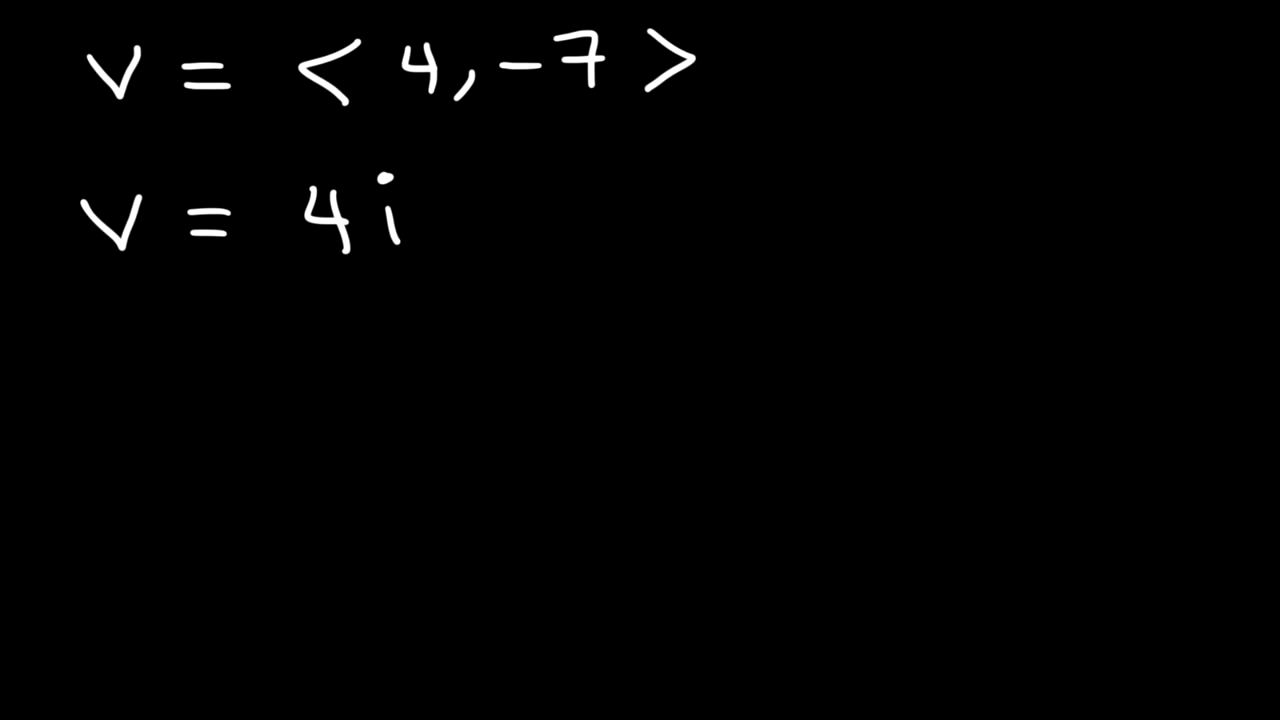 v = < 4, -7 >
v = 4i